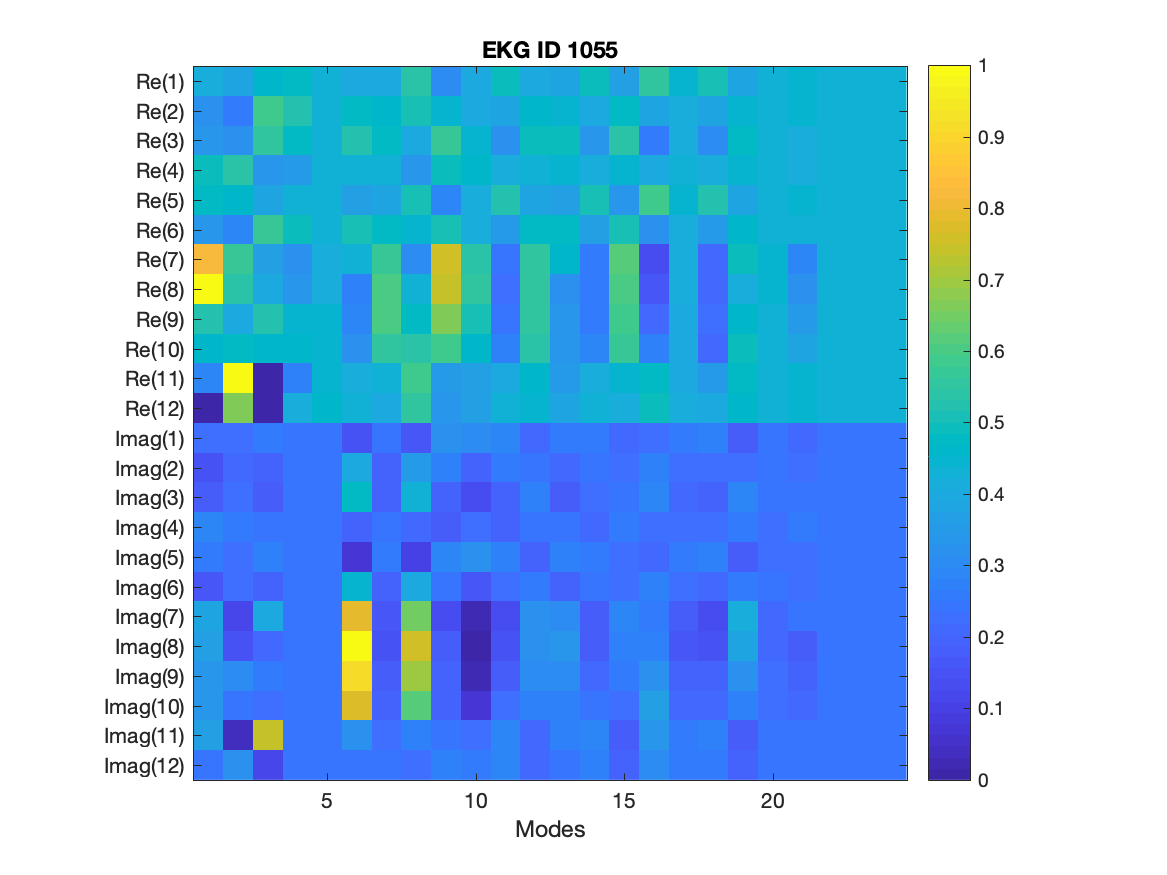 EKG ID 1055
Re(1)
Re(2)
Re(3)
Re(4)
Re(5)
Re(6)
Re(7)
Re(8)
Re(9)
Re(10)
Re(11)
Re(12)
Imag(1)
Imag(2)
Imag(3)
Imag(4)
Imag(5)
Imag(6)
Imag(7)
Imag(8)
Imag(9)
Imag(10)
Imag(11)
Imag(12)
5 10 15 20
Modes
1
0.9
0.8
0.7
0.6
0.5
0.4
0.3
0.2
0.1
0